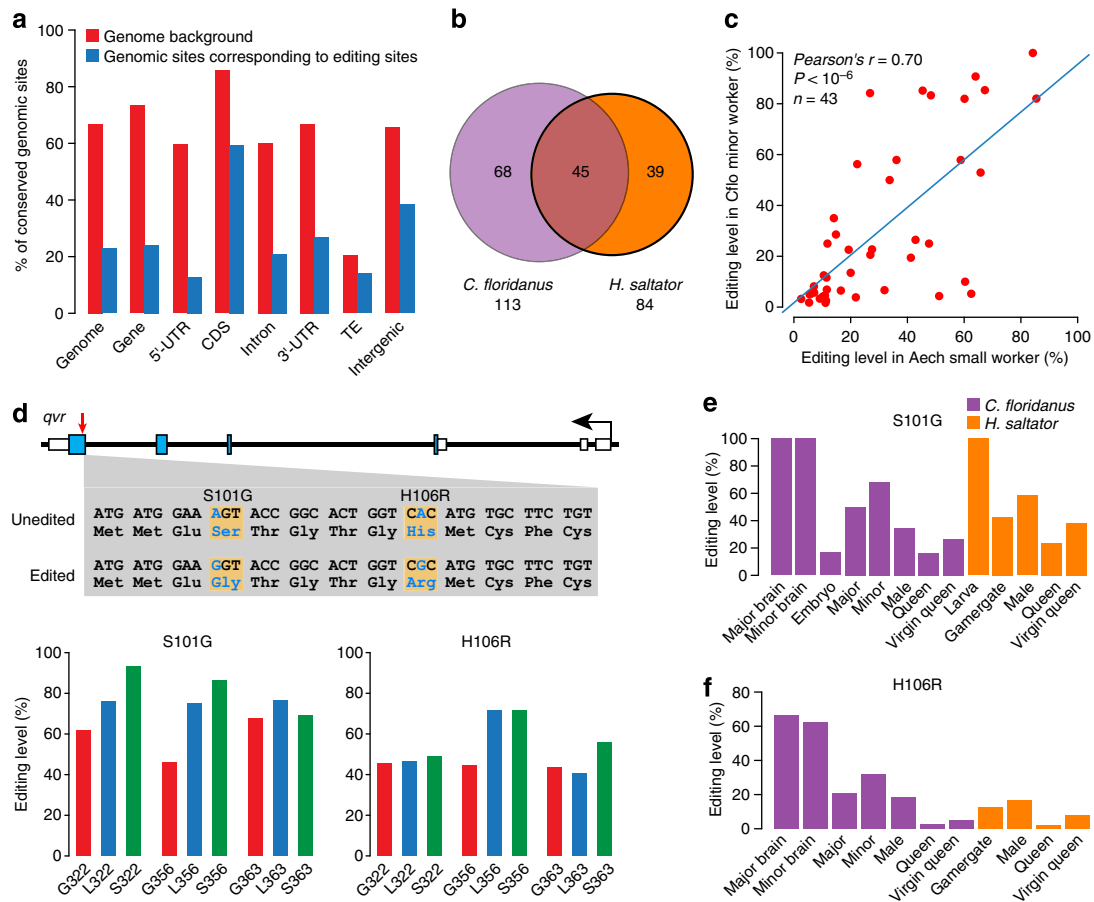 a
% of conserved genomic sites
100
80
60
40
20
0
Genome background
Genomic sites corresponding to editing sites
Genome
Gene
5'-UTR
CDS
Intron
3'-UTR
TE
Intergenic
b
68
45
39
C. floridanus
113
H. saltator
84
c
Editing level in Cflo minor worker (%)
100
80
60
40
20
0
Pearson's r = 0.70
P < 10⁻⁶
n = 43
0
20
40
60
80
100
Editing level in Aech small worker (%)
d
qvr
S101G
H106R
Unedited
ATG ATG GAA AGT ACC GGC ACT GGT CAC ATG TGC TTC TGT
Met Met Glu Ser Thr Gly Thr Gly His Met Cys Phe Cys
Edited
ATG ATG GAA GGT ACC GGC ACT GGT CGC ATG TGC TTC TGT
Met Met Glu Gly Thr Gly Thr Gly Arg Met Cys Phe Cys
S101G
Editing level (%)
100
80
60
40
20
0
G322
L322
S322
G356
L356
S356
G363
L363
S363
H106R
100
80
60
40
20
0
G322
L322
S322
G356
L356
S356
G363
L363
S363
e
S101G
C. floridanus
H. saltator
Editing level (%)
100
80
60
40
20
0
Major brain
Minor brain
Embryo
Major
Minor
Male
Queen
Virgin queen
Larva
Gamergate
Male
Queen
Virgin queen
f
H106R
Editing level (%)
80
60
40
20
0
Major brain
Minor brain
Major
Minor
Male
Queen
Virgin queen
Gamergate
Male
Queen
Virgin queen